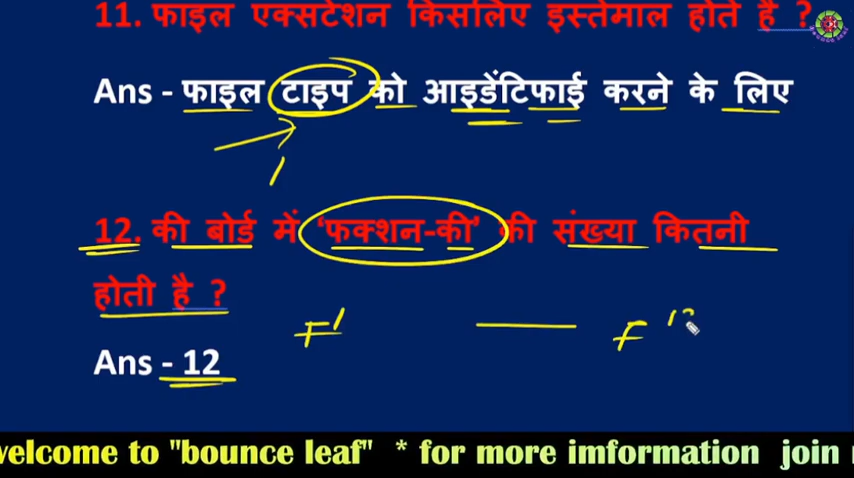 11. फाइल एक्सटेंशन किसलिए इस्तेमाल होते है ?
Ans - फाइल टाइप को आइडेंटिफाई करने के लिए
12. की बोर्ड में 'फक्शन-की' की संख्या कितनी
होती है ?
F1 — F12
Ans - 12
welcome to "bounce leaf" * for more imformation join